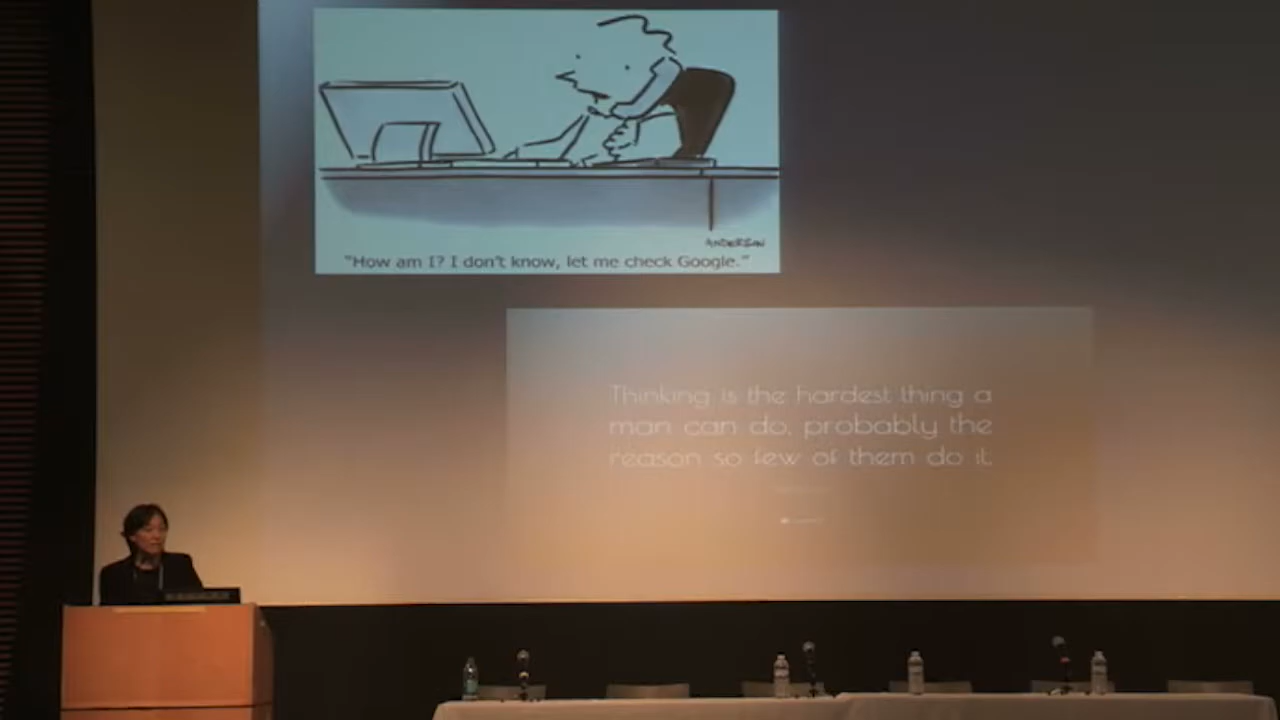 ANDERSON
"How am I? I don't know, let me check Google."
Thinking is the hardest thing a
man can do, probably the
reason so few of them do it.